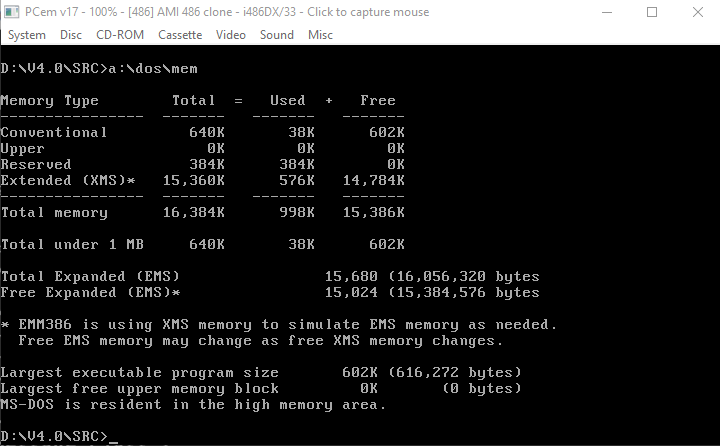 PCem v17 - 100% - [486] AMI 486 clone - i486DX/33 - Click to capture mouse
System Disc CD-ROM Cassette Video Sound Misc
D:\V4.0\SRC>a:\dos\mem
Memory Type Total = Used + Free
---------------- ------- ------- -------
Conventional 640K 38K 602K
Upper 0K 0K 0K
Reserved 384K 384K 0K
Extended (XMS)* 15,360K 576K 14,784K
---------------- ------- ------- -------
Total memory 16,384K 998K 15,386K
Total under 1 MB 640K 38K 602K
Total Expanded (EMS) 15,680 (16,056,320 bytes
Free Expanded (EMS)* 15,024 (15,384,576 bytes
* EMM386 is using XMS memory to simulate EMS memory as needed.
Free EMS memory may change as free XMS memory changes.
Largest executable program size 602K (616,272 bytes)
Largest free upper memory block 0K (0 bytes)
MS-DOS is resident in the high memory area.
D:\V4.0\SRC>_